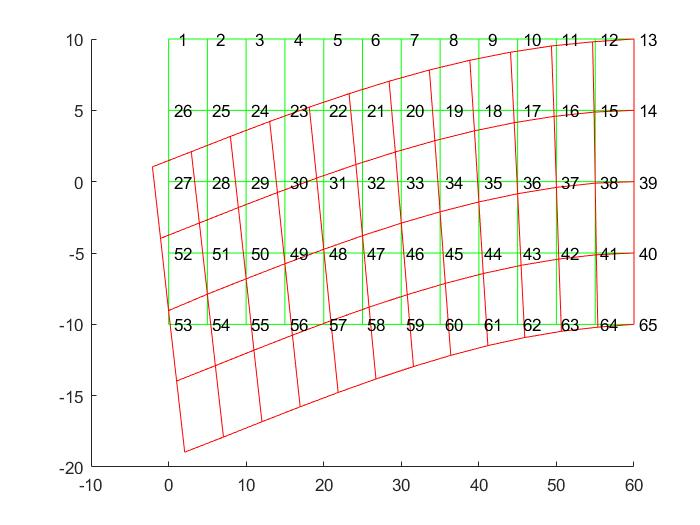 10 1 2 3 4 5 6 7 8 9 10 11 12 13
5 26 25 24 23 22 21 20 19 18 17 16 15 14
0 27 28 29 30 31 32 33 34 35 36 37 38 39
-5 52 51 50 49 48 47 46 45 44 43 42 41 40
-10 53 54 55 56 57 58 59 60 61 62 63 64 65
-15
-20
-10 0 10 20 30 40 50 60